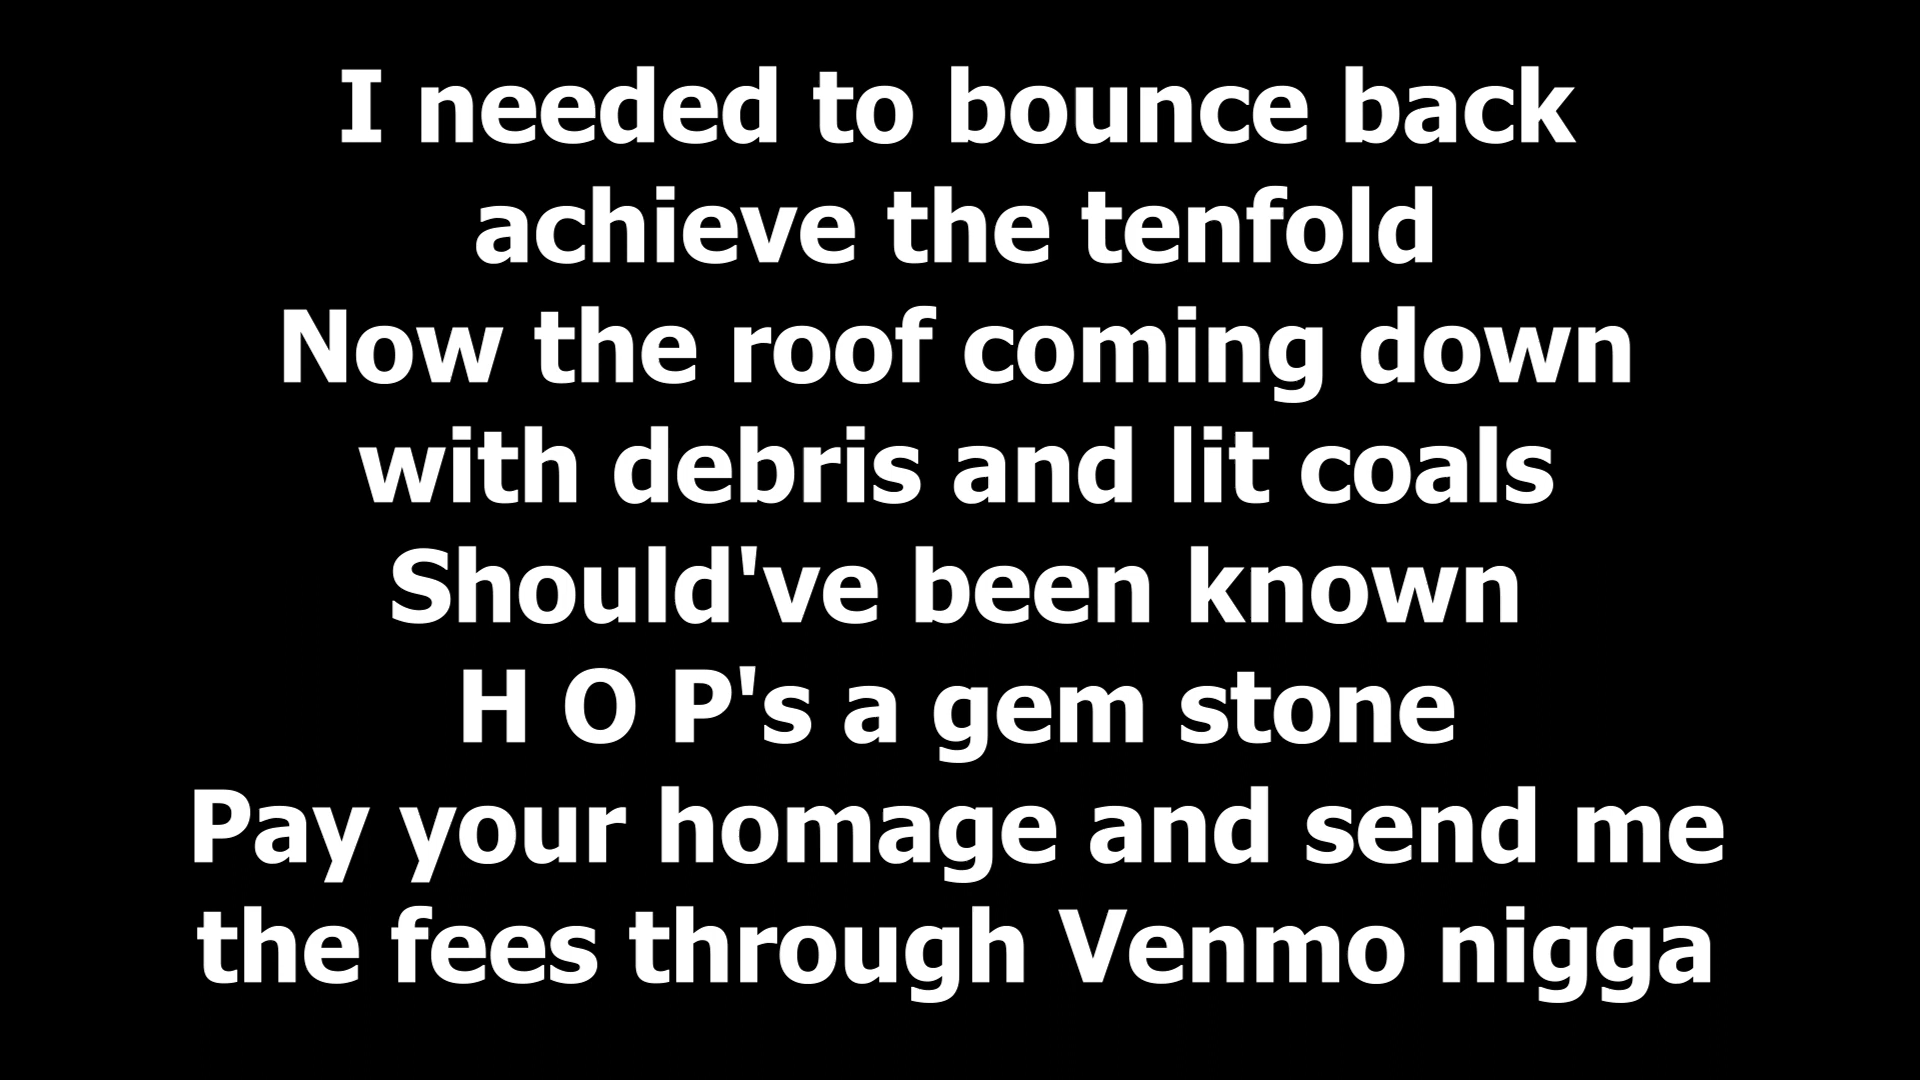 I needed to bounce back
achieve the tenfold
Now the roof coming down
with debris and lit coals
Should've been known
H O P's a gem stone
Pay your homage and send me
the fees through Venmo nigga